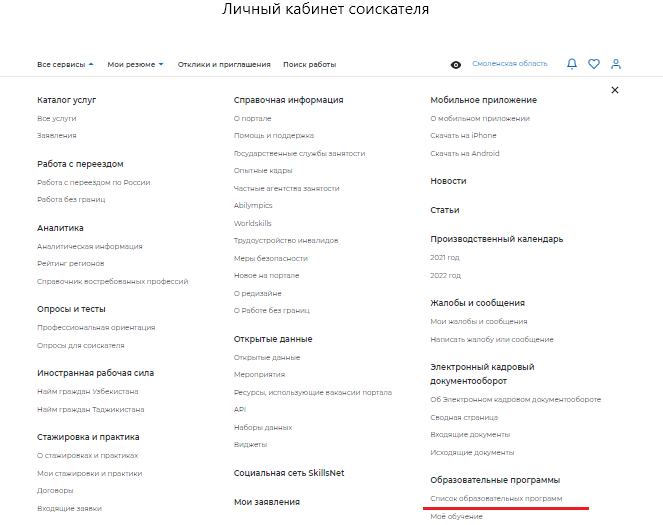 Личный кабинет соискателя
Все сервисы
Мои резюме
Отклики и приглашения
Поиск работы
Смоленская область
Каталог услуг
Все услуги
Заявления
Работа с переездом
Работа с переездом по России
Работа без границ
Аналитика
Аналитическая информация
Рейтинг регионов
Справочник востребованных профессий
Опросы и тесты
Профессиональная ориентация
Опросы для соискателя
Иностранная рабочая сила
Найм граждан Узбекистана
Найм граждан Таджикистана
Стажировка и практика
О стажировках и практиках
Мои стажировки и практики
Договоры
Входящие заявки
Справочная информация
О портале
Помощь и поддержка
Государственные службы занятости
Опытные кадры
Частные агентства занятости
Abilympics
Worldskills
Трудоустройство инвалидов
Меры безопасности
Новое на портале
О редизайне
О Работе без границ
Открытые данные
Открытые данные
Мероприятия
Ресурсы, использующие вакансии портала
API
Наборы данных
Виджеты
Социальная сеть SkillsNet
Мои заявления
Мобильное приложение
О мобильном приложении
Скачать на iPhone
Скачать на Android
Новости
Статьи
Производственный календарь
2021 год
2022 год
Жалобы и сообщения
Мои жалобы и сообщения
Написать жалобу или сообщение
Электронный кадровый
документооборот
Об Электронном кадровом документообороте
Сводная страница
Входящие документы
Исходящие документы
Образовательные программы
Список образовательных программ
Моё обучение